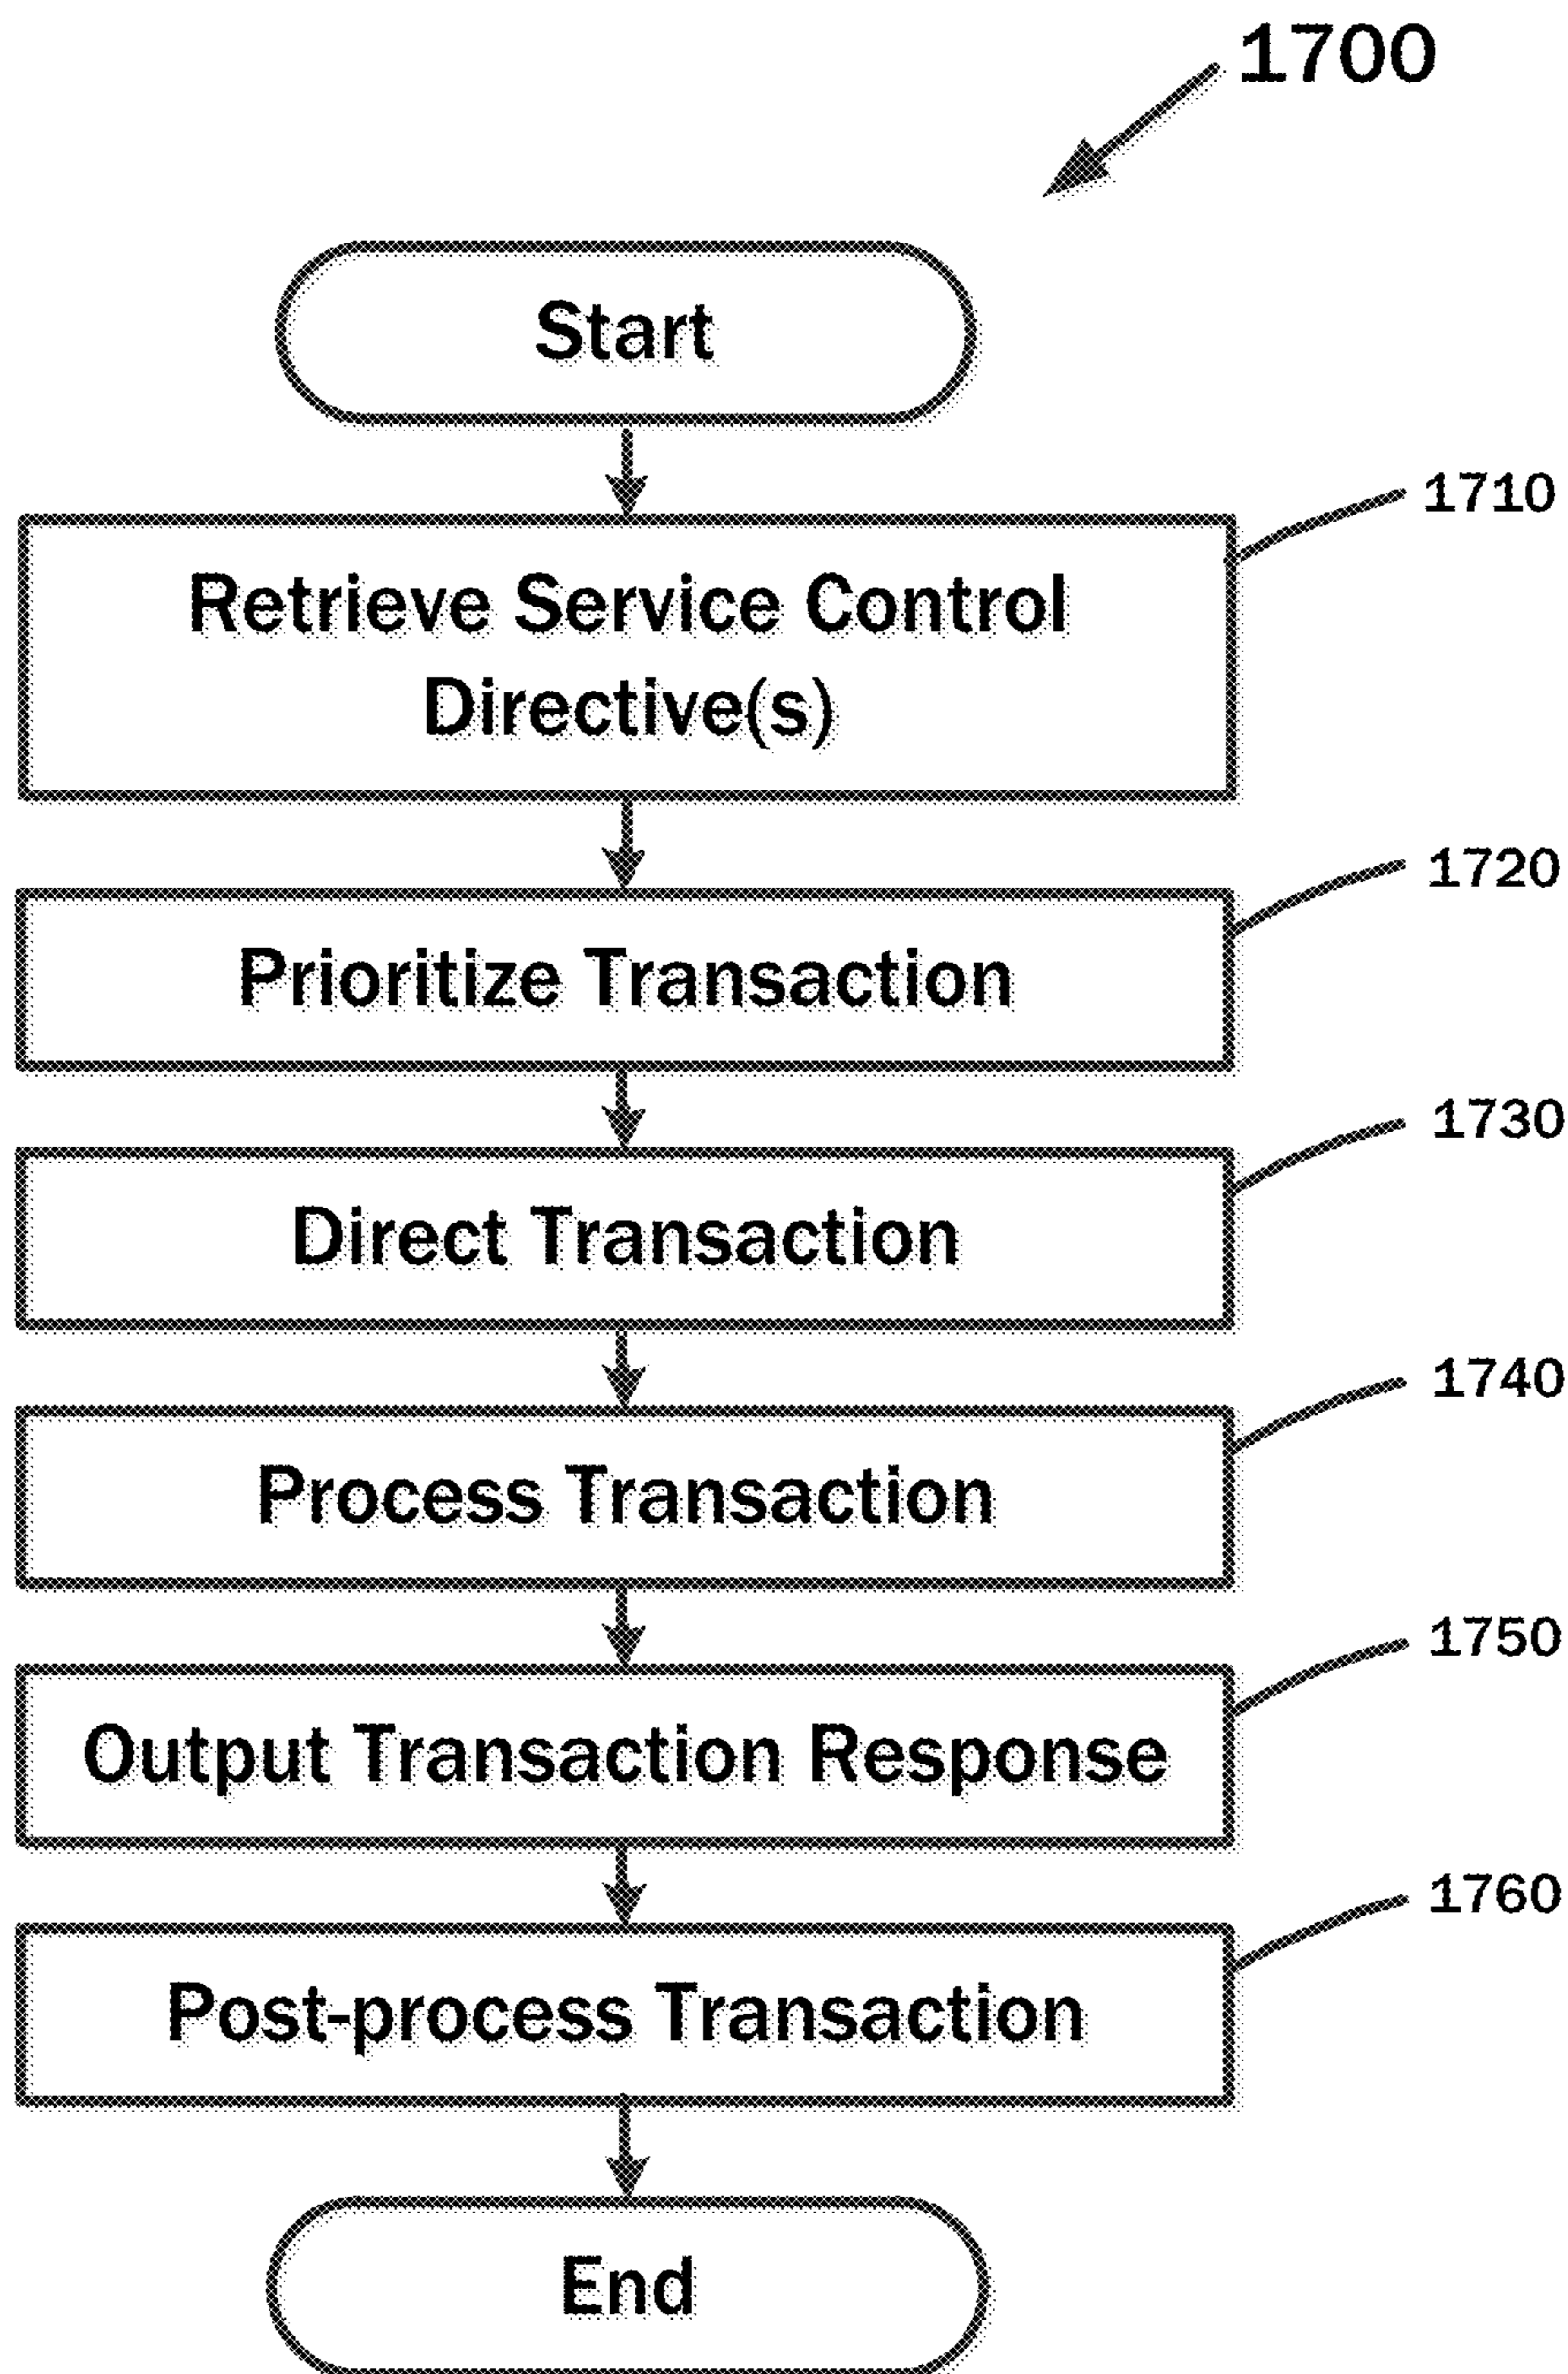 1700
Start
1710
Retrieve Service Control
Directive(s)
1720
Prioritize Transaction
1730
Direct Transaction
1740
Process Transaction
1750
Output Transaction Response
1760
Post-process Transaction
End